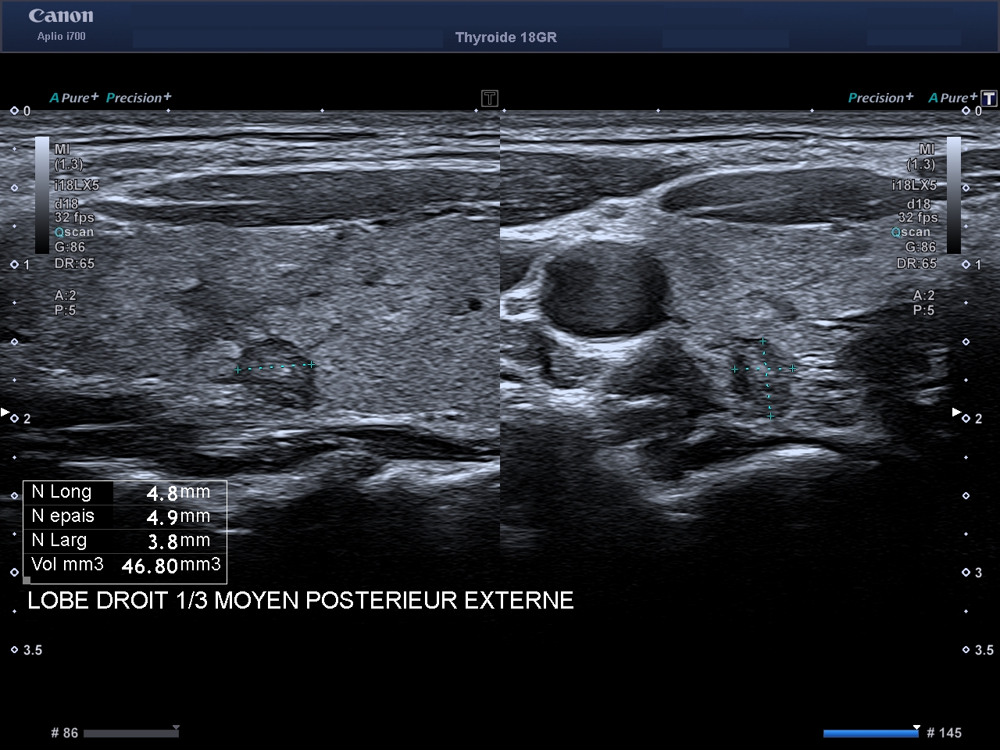 Canon
Aplio i700
Thyroide 18GR
A Pure+ Precision+
T
Precision+ A Pure+
T
0
0
MI
(1.3)
i18LX5
d18
32 fps
Qscan
G:86
DR:65
A:2
P:5
MI
(1.3)
i18LX5
d18
32 fps
Qscan
G:86
DR:65
A:2
P:5
1
1
2
2
N Long 4.8mm
N epais 4.9mm
N Larg 3.8mm
Vol mm3 46.80mm3
3
LOBE DROIT 1/3 MOYEN POSTERIEUR EXTERNE
3.5
3.5
# 86
# 145